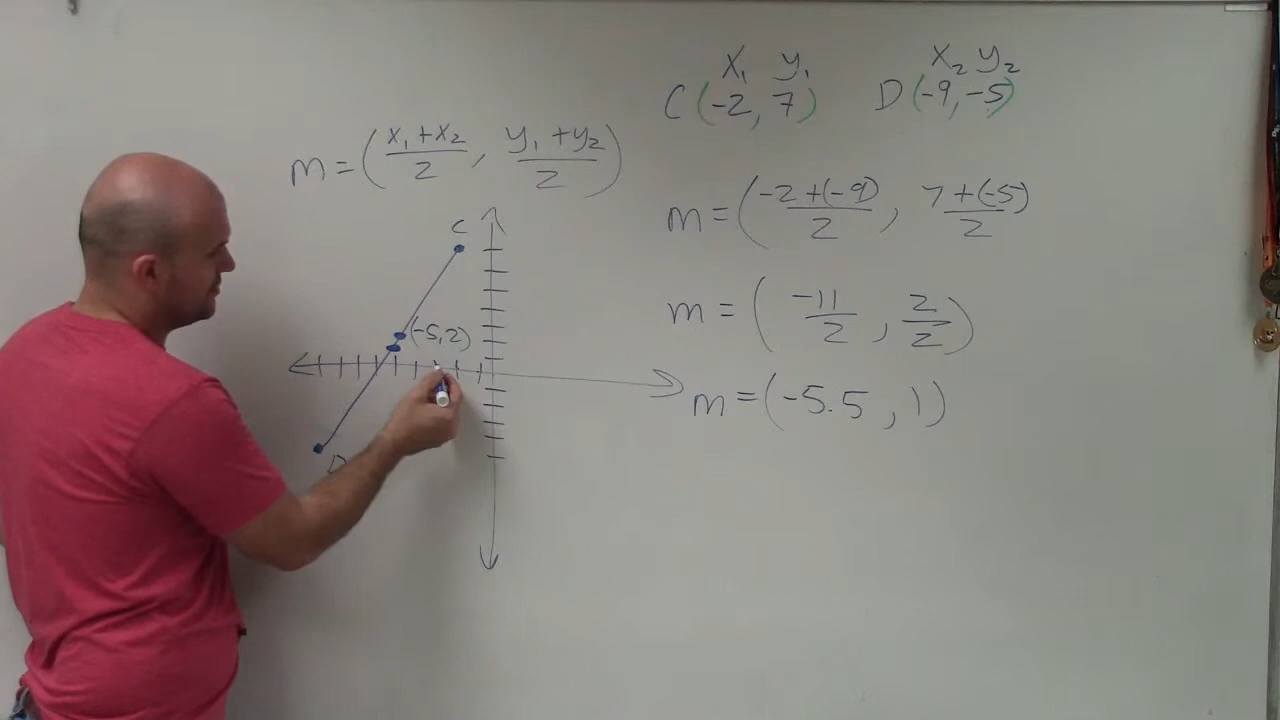 x₁ y₁ x₂ y₂
C(-2, 7) D(-9, -5)
m = (x₁ + x₂ / 2, y₁ + y₂ / 2)
m = (-2 + (-9) / 2, 7 + (-5) / 2)
C
m = (-11 / 2, 2 / 2)
(-5, 2)
m = (-5.5, 1)
D